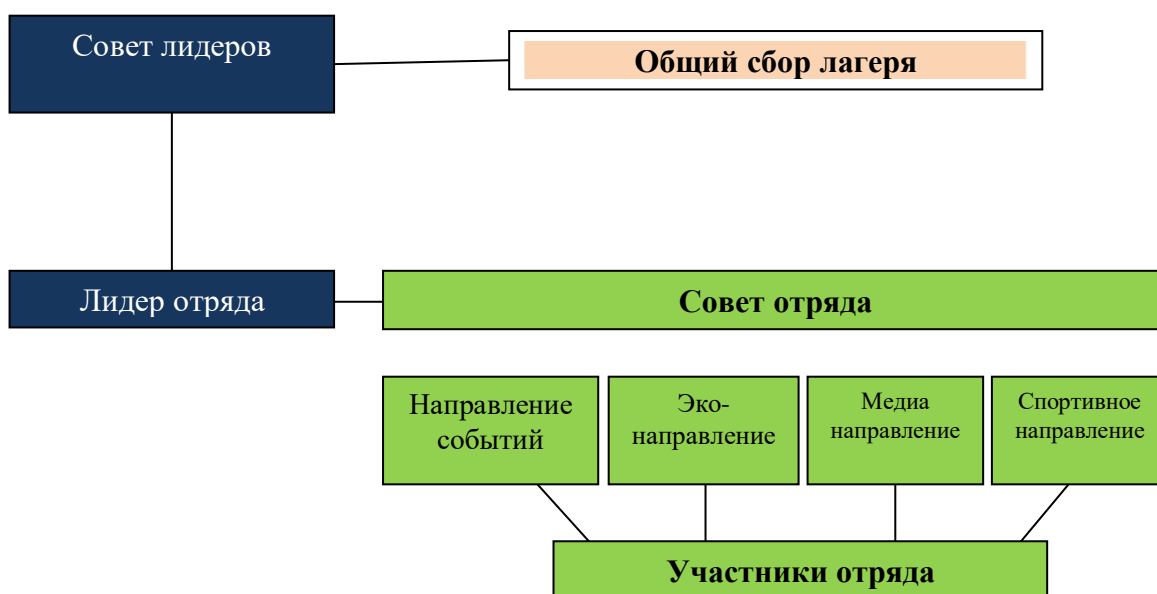 Совет лидеров
Общий сбор лагеря
Лидер отряда
Совет отряда
Направление
событий
Эко-
направление
Медиа
направление
Спортивное
направление
Участники отряда